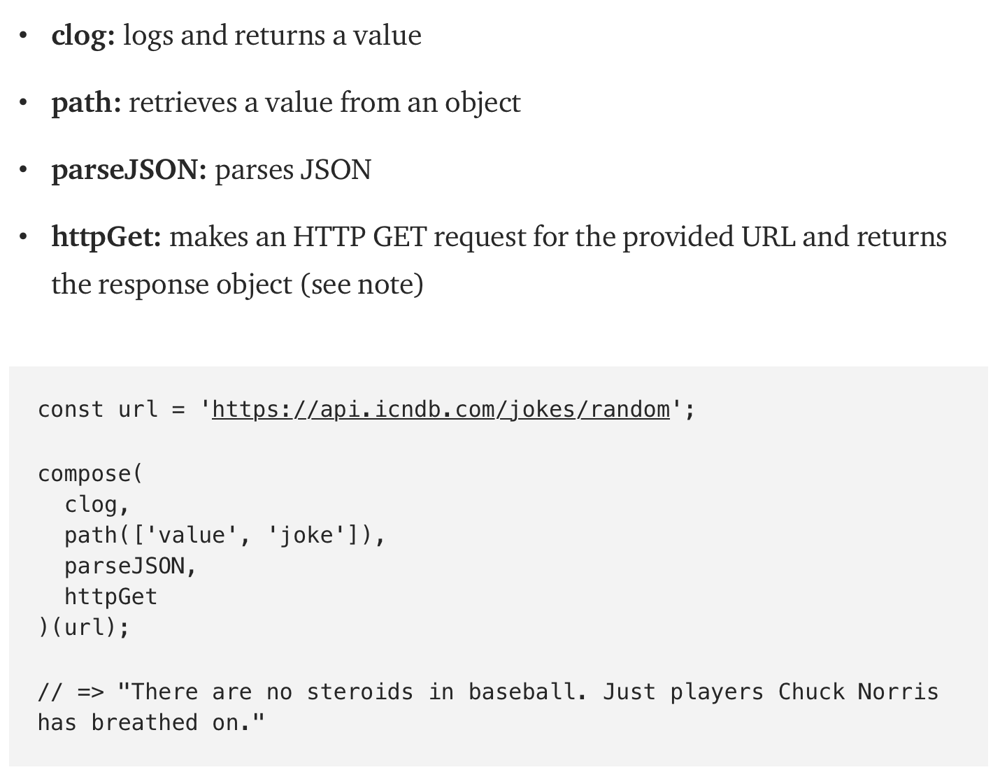 • clog: logs and returns a value
• path: retrieves a value from an object
• parseJSON: parses JSON
• httpGet: makes an HTTP GET request for the provided URL and returns
the response object (see note)
const url = 'https://api.icndb.com/jokes/random';
compose(
  clog,
  path(['value', 'joke']),
  parseJSON,
  httpGet
)(url);
// => "There are no steroids in baseball. Just players Chuck Norris
has breathed on."